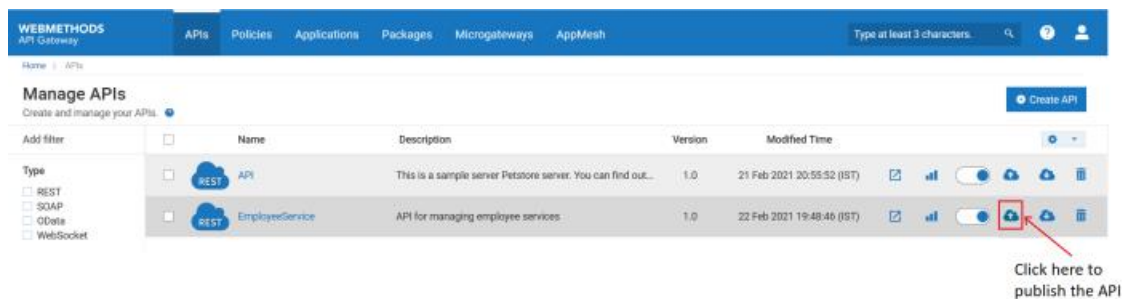 WEBMETHODS
API Gateway
APIs Policies Applications Packages Microgateways AppMesh
Type at least 3 characters.
Home > APIs
Manage APIs
Create and manage your APIs.
Create API
Add filter
Name Description Version Modified Time
Type
REST
SOAP
OData
WebSocket
REST API This is a sample server Petstore server. You can find out... 1.0 21 Feb 2021 20:55:52 (IST)
REST EmployeeService API for managing employee services 1.0 22 Feb 2021 19:48:46 (IST)
Click here to
publish the API